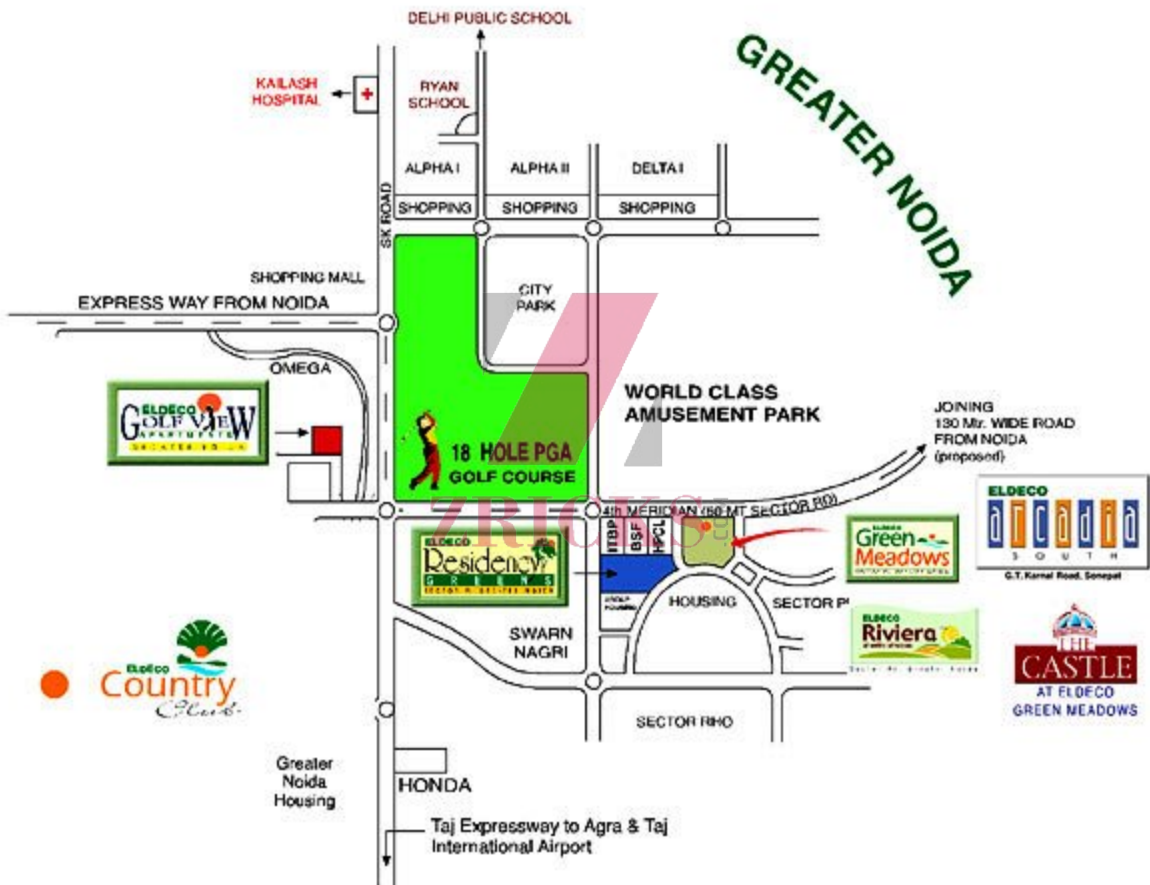 DELHI PUBLIC SCHOOL
GREATER NOIDA
KAILASH
HOSPITAL
RYAN
SCHOOL
ALPHA I
ALPHA II
DELTA I
SK ROAD
SHOPPING
SHOPPING
SHOPPING
SHOPPING MALL
EXPRESS WAY FROM NOIDA
CITY
PARK
OMEGA
ELDECO
GOLF VIEW
APARTMENTS
GREATER NOIDA
WORLD CLASS
AMUSEMENT PARK
JOINING
130 Mtr. WIDE ROAD
FROM NOIDA
(proposed)
18 HOLE PGA
GOLF COURSE
ZRICKS
4th MERIDIAN (60 MT SECTOR RD)
ELDECO
arcadia
SOUTH
G.T. Karnal Road, Sonepat
ITBP
BSF
HPCL
ELDECO
Residency
GREENS
ELDECO
Green
Meadows
GROUP
HOUSING
HOUSING
SECTOR PI
ELDECO
Riviera
SWARN
NAGRI
THE
CASTLE
AT ELDECO
GREEN MEADOWS
ELDECO
Country
Club
SECTOR RHO
Greater
Noida
Housing
HONDA
Taj Expressway to Agra & Taj
International Airport